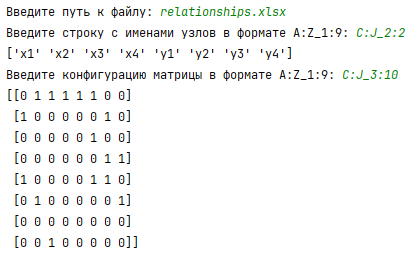 Введите путь к файлу: relationships.xlsx
Введите строку с именами узлов в формате A:Z_1:9: C:J_2:2
['x1' 'x2' 'x3' 'x4' 'y1' 'y2' 'y3' 'y4']
Введите конфигурацию матрицы в формате A:Z_1:9: C:J_3:10
[[0 1 1 1 1 1 0 0]
 [1 0 0 0 0 0 1 0]
 [0 0 0 0 0 1 0 0]
 [0 0 0 0 0 0 1 1]
 [1 0 0 0 0 1 1 0]
 [0 1 0 0 0 0 0 1]
 [0 0 0 0 0 0 0 0]
 [0 0 1 0 0 0 0 0]]